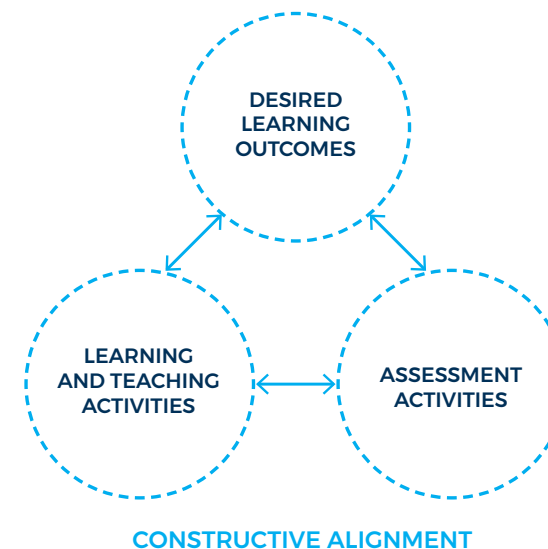 DESIRED
LEARNING
OUTCOMES
LEARNING
AND TEACHING
ACTIVITIES
ASSESSMENT
ACTIVITIES
CONSTRUCTIVE ALIGNMENT